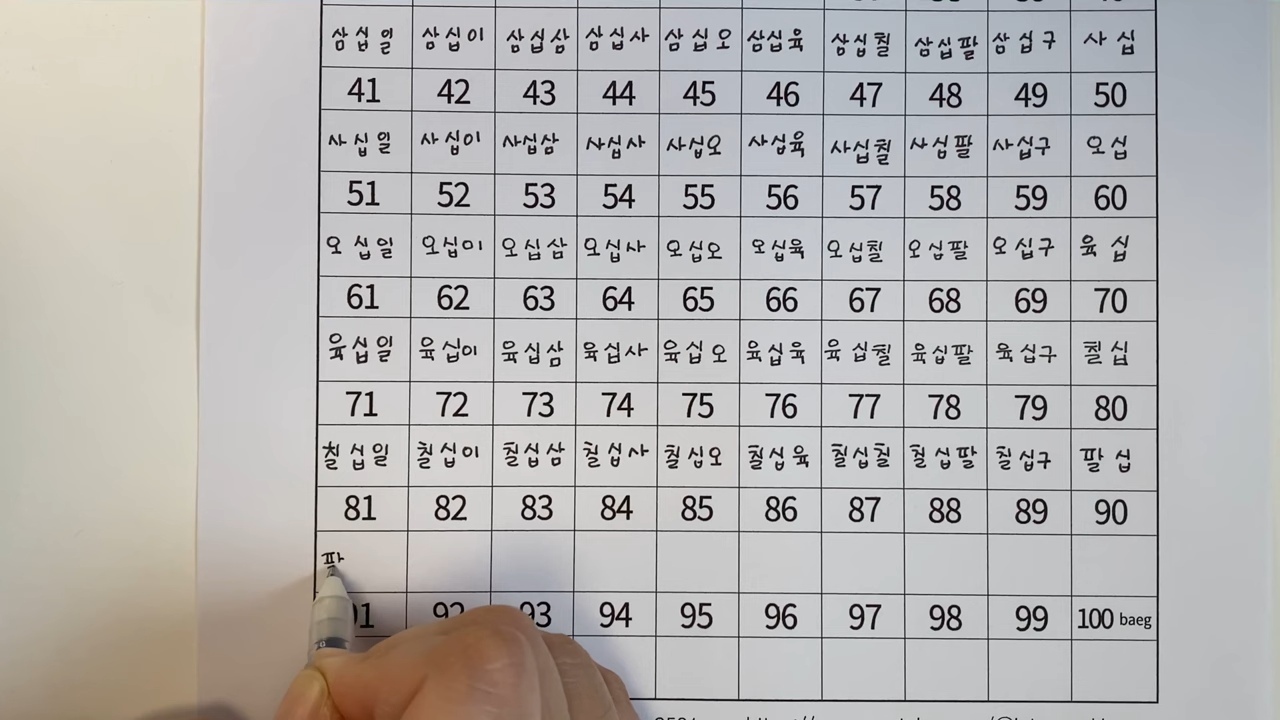 삼십일 삼십이 삼십삼 삼십사 삼십오 삼십육 삼십칠 삼십팔 삼십구 사십
41 42 43 44 45 46 47 48 49 50
사십일 사십이 사십삼 사십사 사십오 사십육 사십칠 사십팔 사십구 오십
51 52 53 54 55 56 57 58 59 60
오십일 오십이 오십삼 오십사 오십오 오십육 오십칠 오십팔 오십구 육십
61 62 63 64 65 66 67 68 69 70
육십일 육십이 육십삼 육십사 육십오 육십육 육십칠 육십팔 육십구 칠십
71 72 73 74 75 76 77 78 79 80
칠십일 칠십이 칠십삼 칠십사 칠십오 칠십육 칠십칠 칠십팔 칠십구 팔십
81 82 83 84 85 86 87 88 89 90
94 95 96 97 98 99 100 baeg